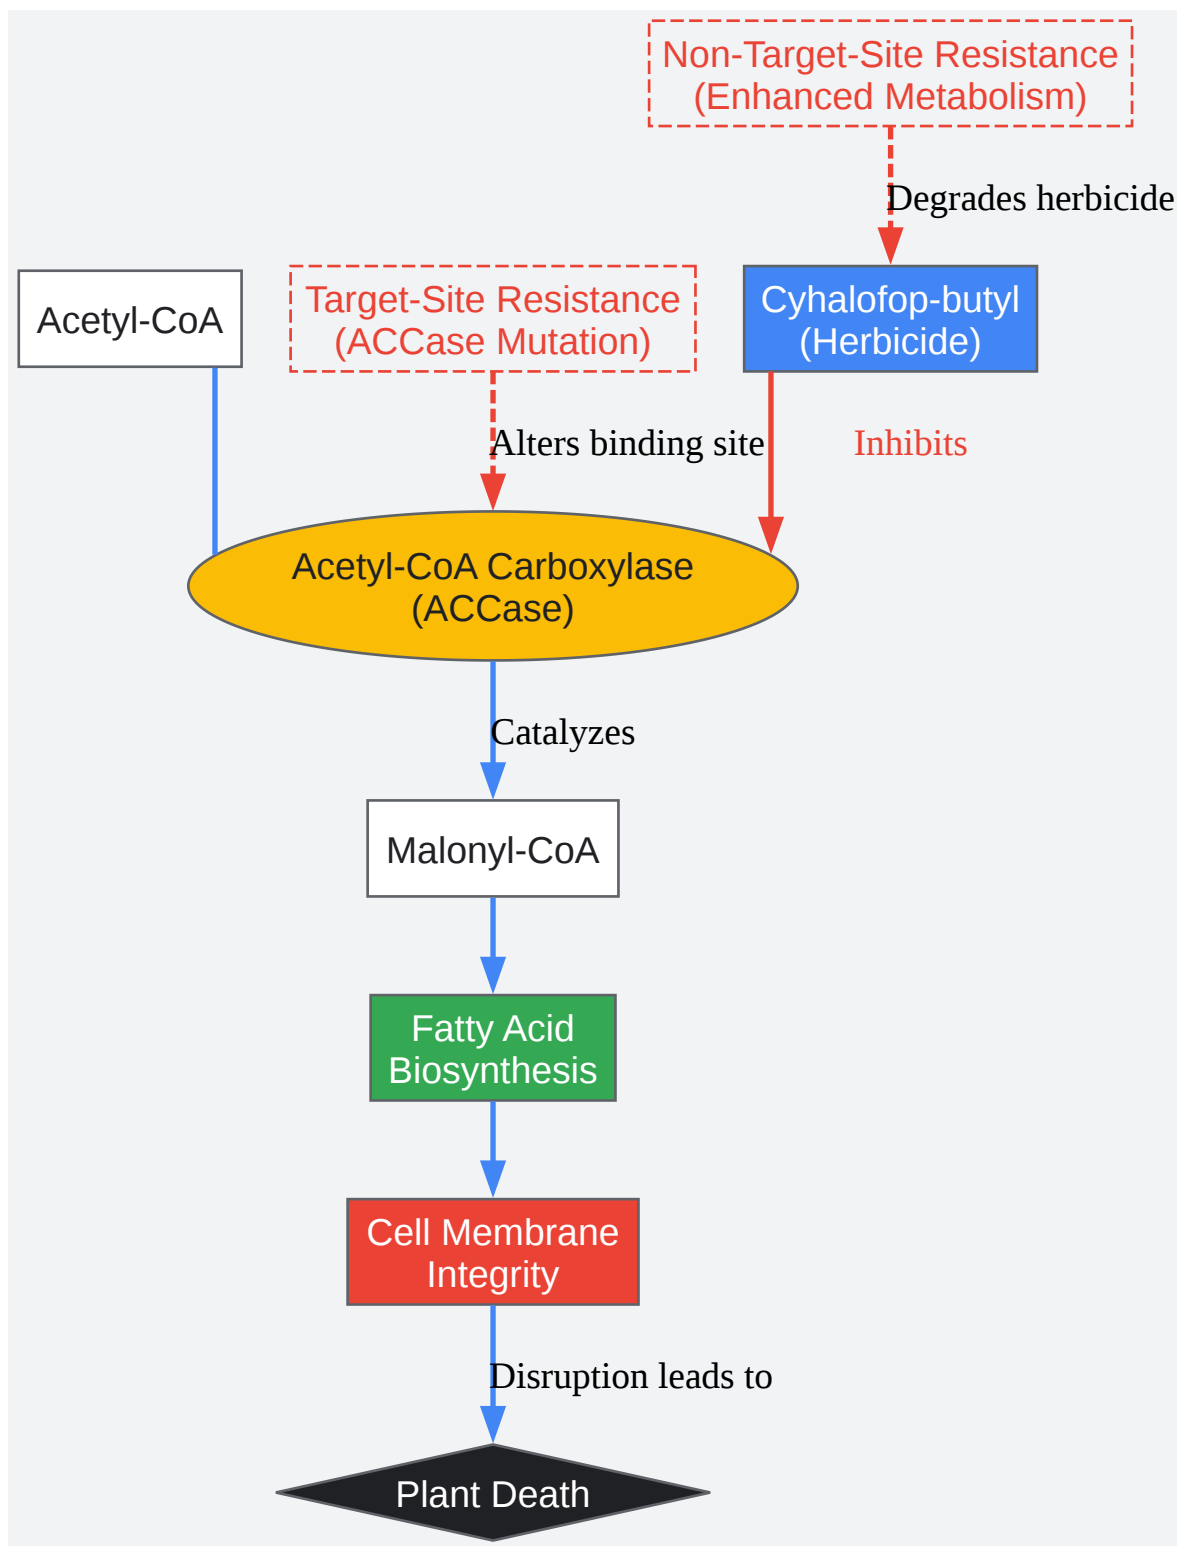 Non-Target-Site Resistance
(Enhanced Metabolism)
Degrades herbicide
Acetyl-CoA
Target-Site Resistance
(ACCase Mutation)
Cyhalofop-butyl
(Herbicide)
Alters binding site
Inhibits
Acetyl-CoA Carboxylase
(ACCase)
Catalyzes
Malonyl-CoA
Fatty Acid
Biosynthesis
Cell Membrane
Integrity
Disruption leads to
Plant Death